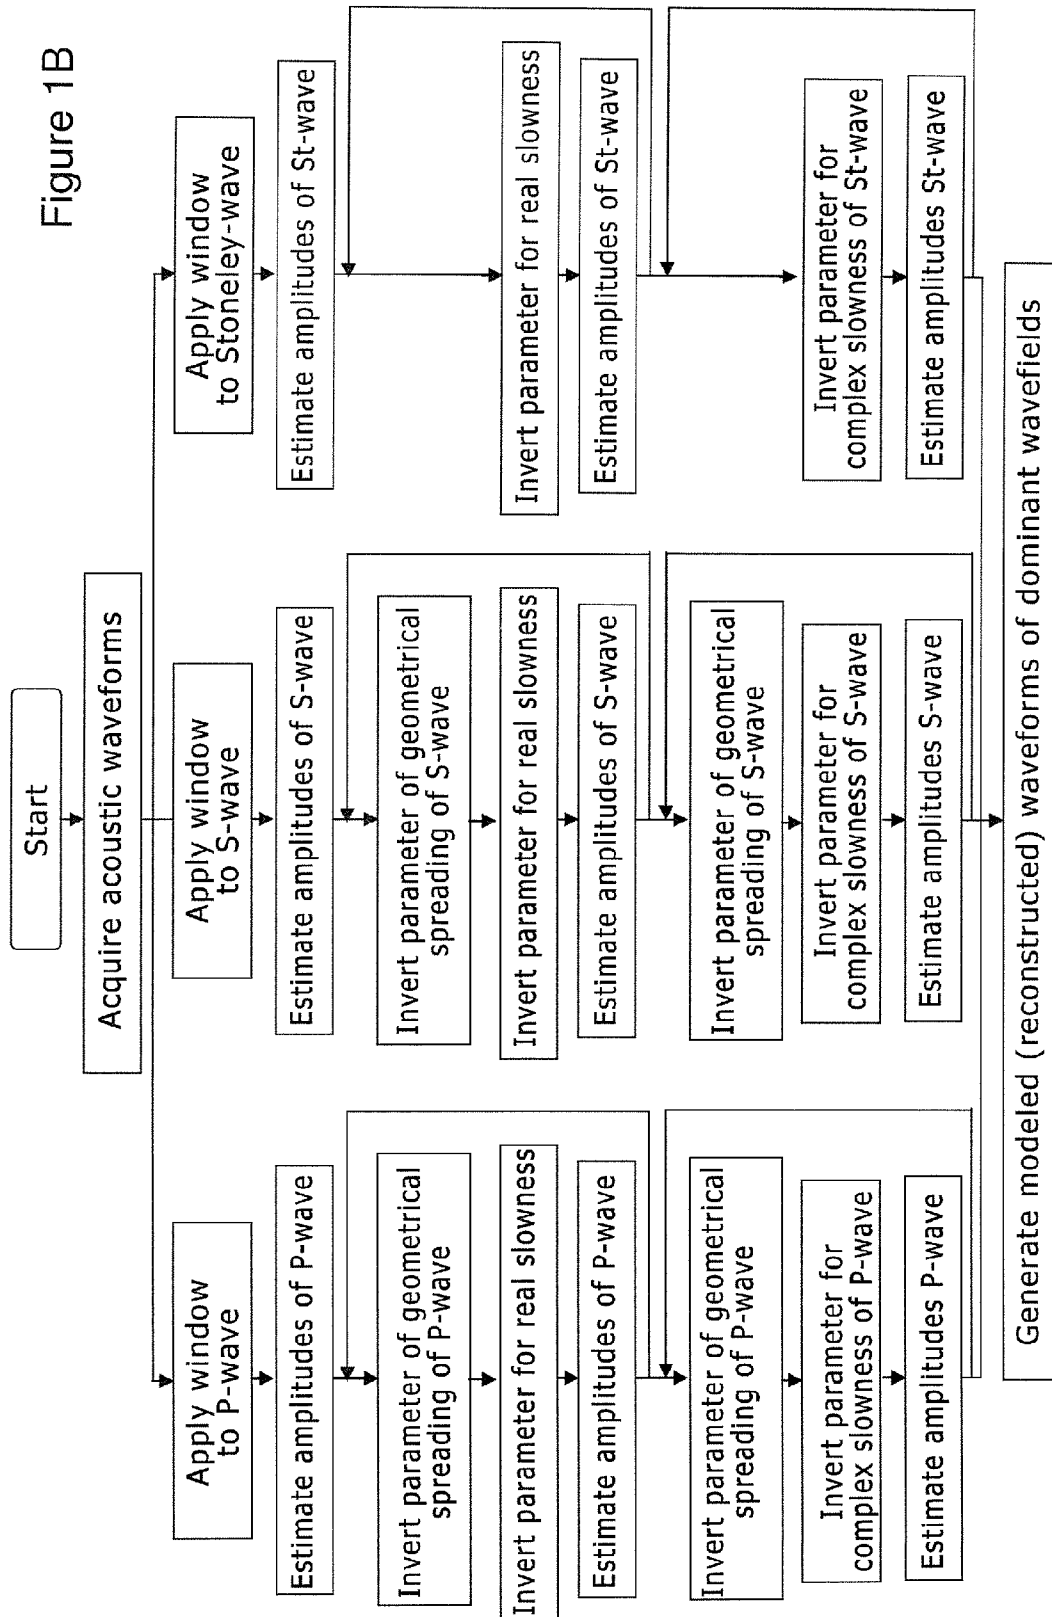 Figure 1B
Start
Acquire acoustic waveforms
Apply window
to P-wave
Estimate amplitudes of P-wave
Invert parameter of geometrical
spreading of P-wave
Invert parameter for real slowness
Estimate amplitudes of P-wave
Invert parameter of geometrical
spreading of P-wave
Invert parameter for
complex slowness of P-wave
Estimate amplitudes P-wave
Apply window
to S-wave
Estimate amplitudes of S-wave
Invert parameter of geometrical
spreading of S-wave
Invert parameter for real slowness
Estimate amplitudes of S-wave
Invert parameter of geometrical
spreading of S-wave
Invert parameter for
complex slowness of S-wave
Estimate amplitudes S-wave
Apply window
to Stoneley-wave
Estimate amplitudes of St-wave
Invert parameter for real slowness
Estimate amplitudes of St-wave
Invert parameter for
complex slowness of St-wave
Estimate amplitudes St-wave
Generate modeled (reconstructed) waveforms of dominant wavefields